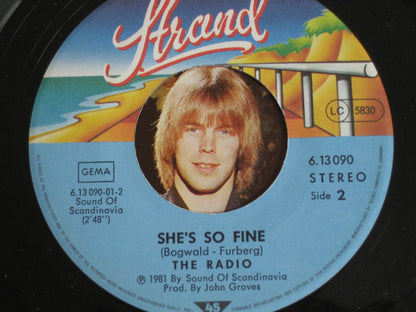 Strand
LC 5830
GEMA
6.13 090-01-2
Sound Of
Scandinavia
(2'48'')
6.13 090
STEREO
Side 2
SHE'S SO FINE
(Bogwald - Furberg)
THE RADIO
℗ 1981 By Sound Of Scandinavia
Prod. By John Groves
45